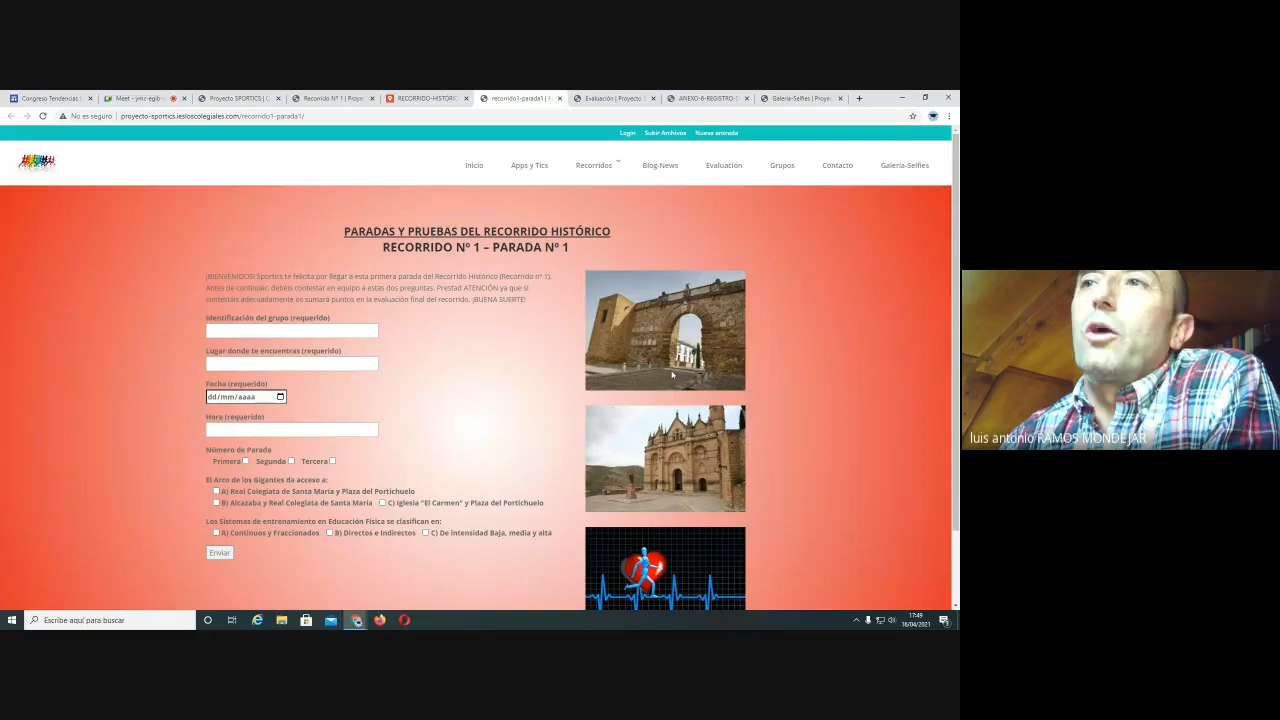 Congreso Tendencias
Meet - ymc-egib-
Proyecto SPORTICS | C
Recorrido Nº 1 | Proye
RECORRIDO-HISTÓRIC
recorrido1-parada1 | P
Evaluación | Proyecto S
ANEXO-6-REGISTRO-D
Galería-Selfies | Proyec
No es seguro | proyecto-sportics.iesloscolegiales.com/recorrido1-parada1/
Login Subir Archivos Nueva entrada
Inicio Apps y Tics Recorridos Blog-News Evaluación Grupos Contacto Galería-Selfies
PARADAS Y PRUEBAS DEL RECORRIDO HISTÓRICO
RECORRIDO Nº 1 – PARADA Nº 1
¡BIENVENIDOS! Sportics te felicita por llegar a esta primera parada del Recorrido Histórico (Recorrido nº 1).
Antes de continuar, debéis contestar en equipo a estas dos preguntas. Prestad ATENCIÓN ya que si
contestáis adecuadamente os sumará puntos en la evaluación final del recorrido. ¡BUENA SUERTE!
Identificación del grupo (requerido)
Lugar donde te encuentras (requerido)
Fecha (requerido)
dd/mm/aaaa
Hora (requerido)
Número de Parada
Primera Segunda Tercera
El Arco de los Gigantes da acceso a:
A) Real Colegiata de Santa María y Plaza del Portichuelo
B) Alcazaba y Real Colegiata de Santa María C) Iglesia "El Carmen" y Plaza del Portichuelo
Los Sistemas de entrenamiento en Educación Física se clasifican en:
A) Continuos y Fraccionados B) Directos e Indirectos C) De intensidad Baja, media y alta
Enviar
luis antonio RAMOS MONDEJAR
Escribe aquí para buscar
17:49
16/04/2021